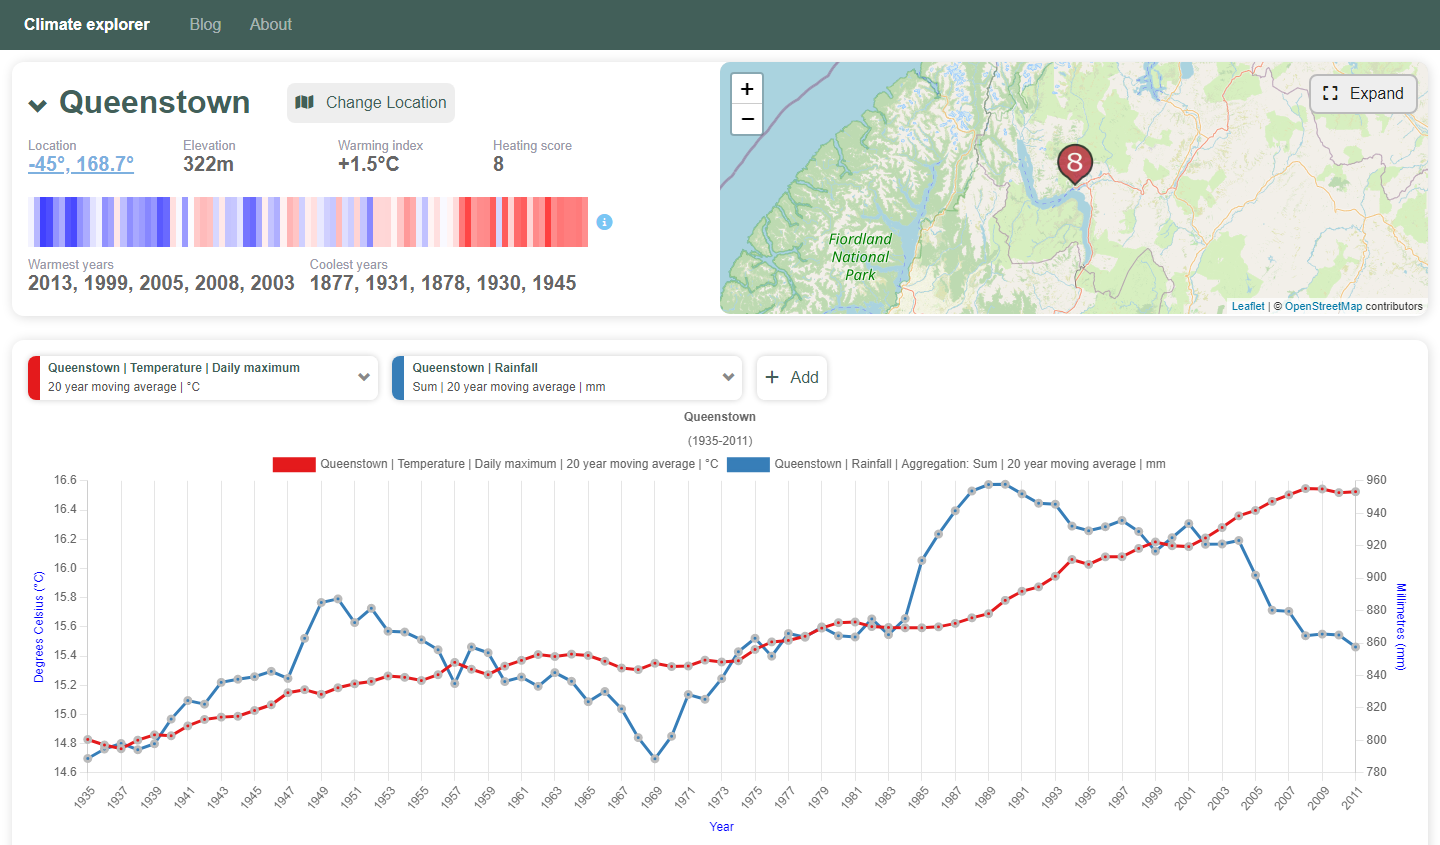 Climate explorer Blog About
Queenstown Change Location
Location Elevation Warming index Heating score
-45°, 168.7° 322m +1.5°C 8
Warmest years Coolest years
2013, 1999, 2005, 2008, 2003 1877, 1931, 1878, 1930, 1945
+
−
Expand
8
Fiordland
National
Park
Leaflet | © OpenStreetMap contributors
Queenstown | Temperature | Daily maximum
20 year moving average | °C
Queenstown | Rainfall
Sum | 20 year moving average | mm
+ Add
Queenstown
(1935-2011)
Queenstown | Temperature | Daily maximum | 20 year moving average | °C Queenstown | Rainfall | Aggregation: Sum | 20 year moving average | mm
16.6
16.4
16.2
16.0
15.8
15.6
15.4
15.2
15.0
14.8
14.6
Degrees Celsius (°C)
960
940
920
900
880
860
840
820
800
780
Millimetres (mm)
1935 1937 1939 1941 1943 1945 1947 1949 1951 1953 1955 1957 1959 1961 1963 1965 1967 1969 1971 1973 1975 1977 1979 1981 1983 1985 1987 1989 1991 1993 1995 1997 1999 2001 2003 2005 2007 2009 2011
Year